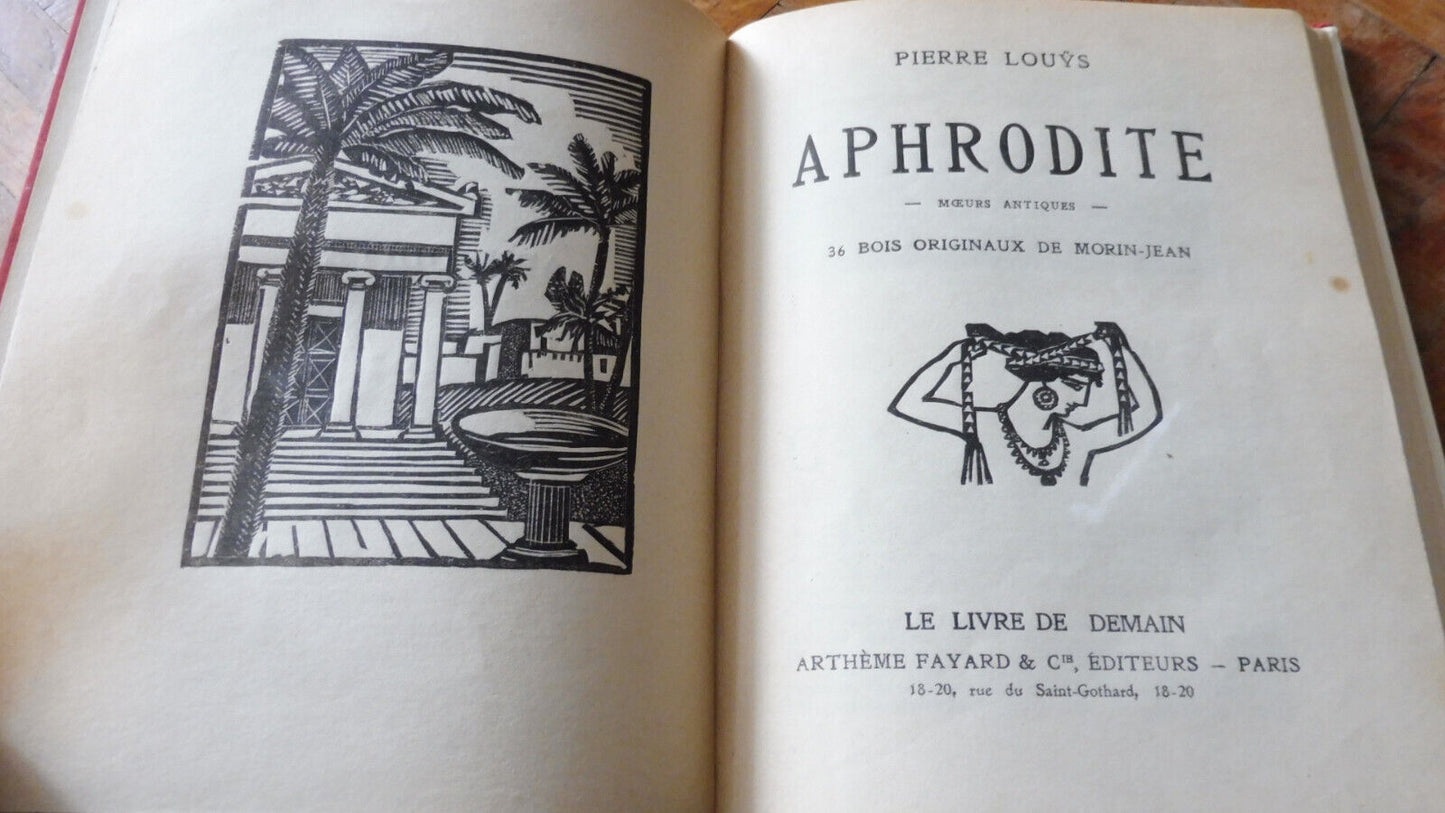 PIERRE LOUŸS
APHRODITE
— MŒURS ANTIQUES —
36 BOIS ORIGINAUX DE MORIN-JEAN
LE LIVRE DE DEMAIN
ARTHÈME FAYARD & CIE, ÉDITEURS — PARIS
18-20, rue du Saint-Gothard, 18-20